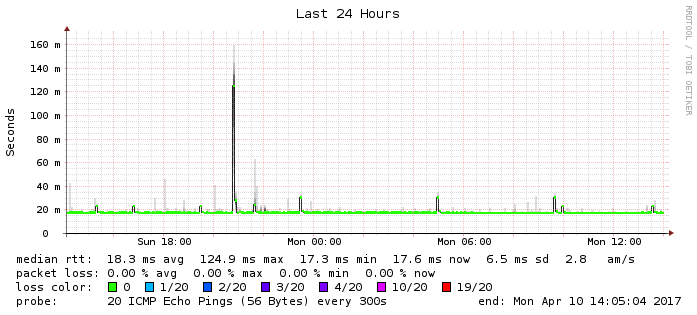 Last 24 Hours
RRDTOOL / TOBI OETIKER
Seconds
160 m
140 m
120 m
100 m
80 m
60 m
40 m
20 m
0
Sun 18:00 Mon 00:00 Mon 06:00 Mon 12:00
median rtt: 18.3 ms avg 124.9 ms max 17.3 ms min 17.6 ms now 6.5 ms sd 2.8 am/s
packet loss: 0.00 % avg 0.00 % max 0.00 % min 0.00 % now
loss color: 0 1/20 2/20 3/20 4/20 10/20 19/20
probe: 20 ICMP Echo Pings (56 Bytes) every 300s end: Mon Apr 10 14:05:04 2017